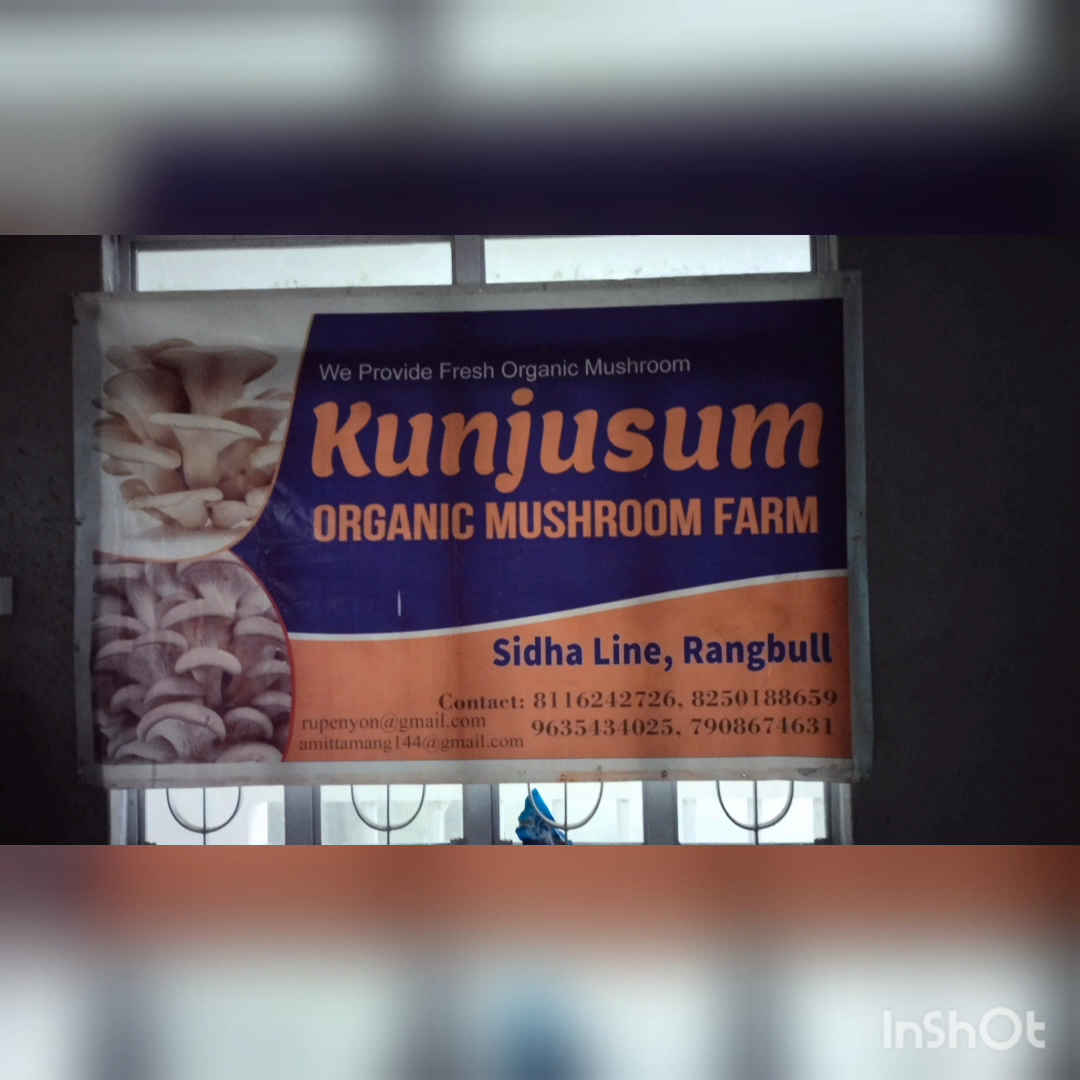 We Provide Fresh Organic Mushroom
Kunjusum
ORGANIC MUSHROOM FARM
Sidha Line, Rangbull
Contact: 8116242726, 8250188659
9635434025, 7908674631
rupenyon@gmail.com
amittamang144@gmail.com
InShOt